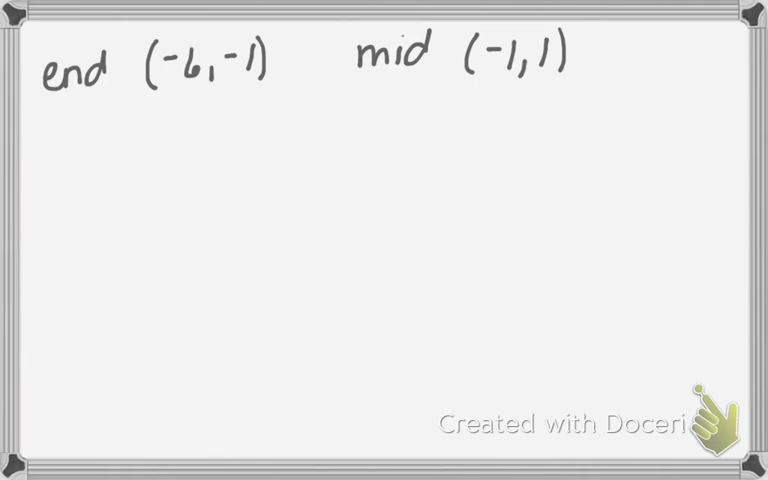 end (-6,-1) mid (-1,1)
Created with Doceri